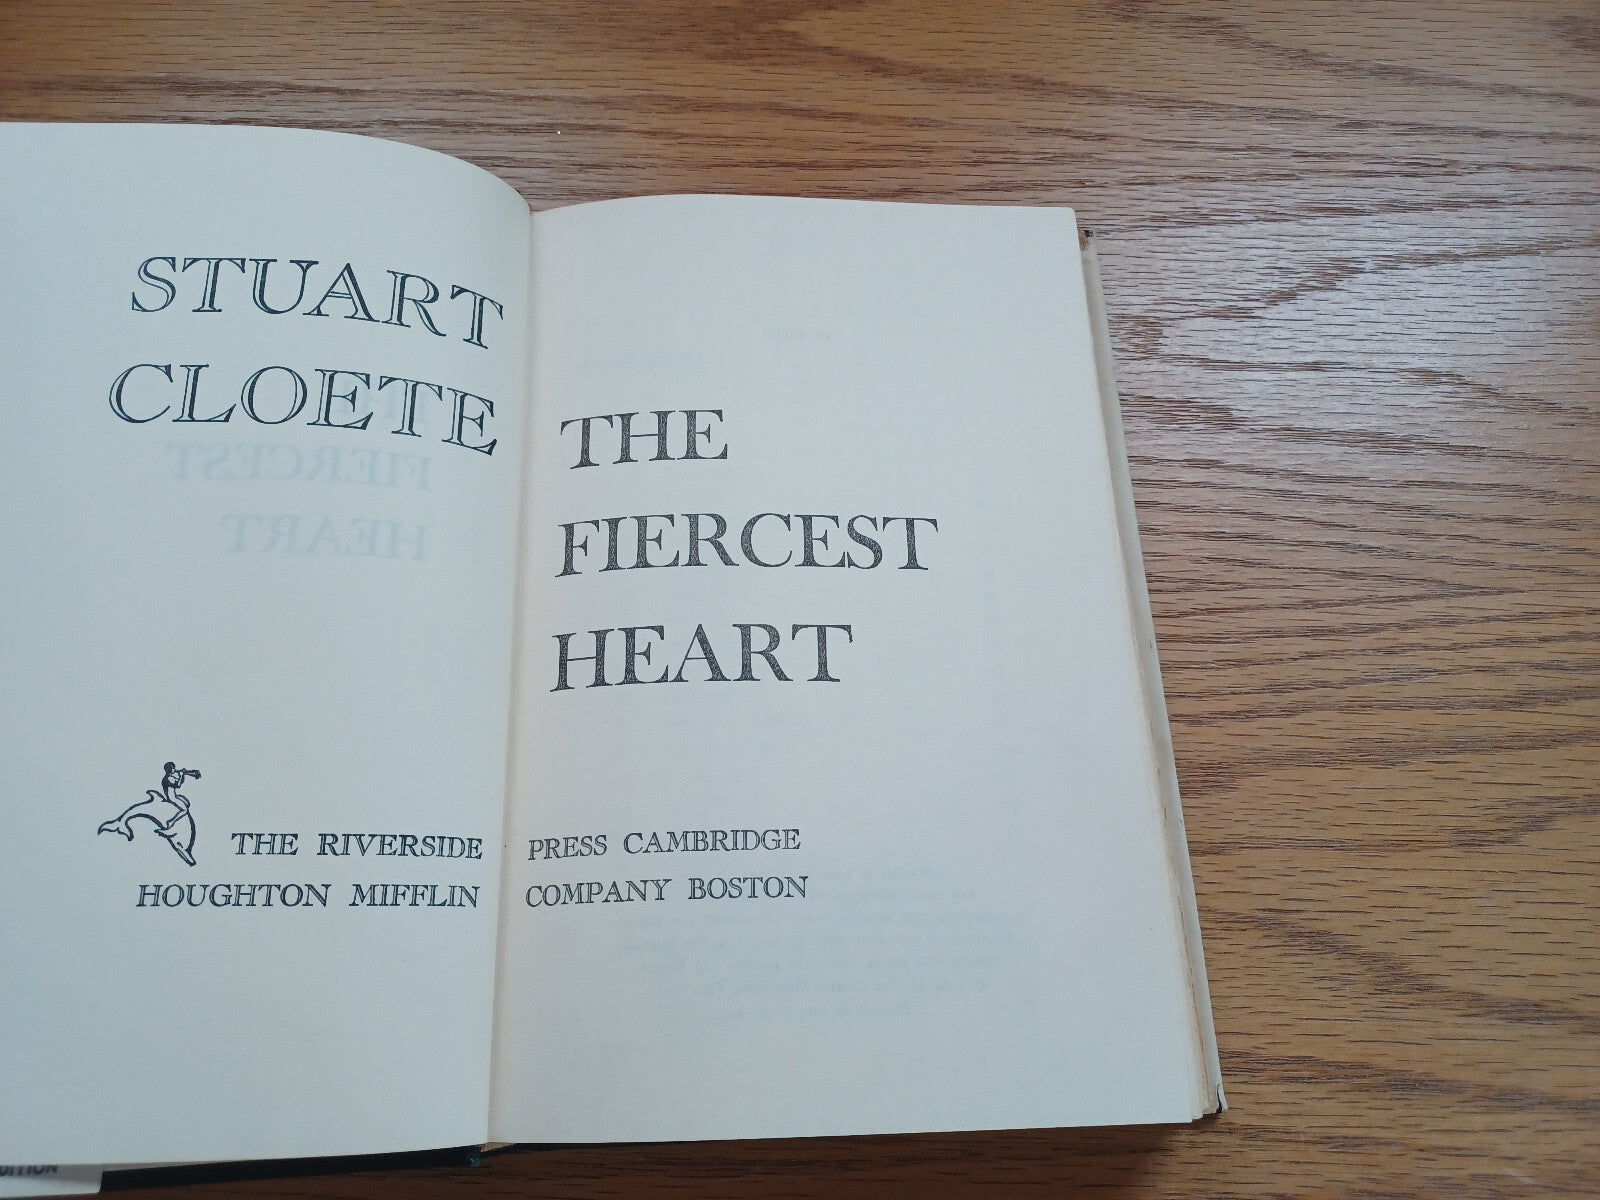 STUART
CLOETE
THE
FIERCEST
HEART
THE RIVERSIDE PRESS CAMBRIDGE
HOUGHTON MIFFLIN COMPANY BOSTON